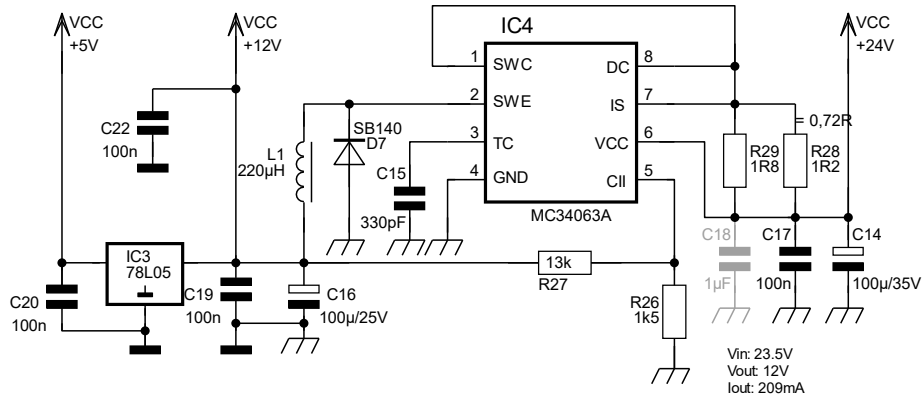 VCC
+5V
VCC
+12V
IC4
VCC
+24V
1
SWC
DC
8
2
SWE
IS
7
3
TC
VCC
6
4
GND
CII
5
MC34063A
C22
100n
L1
220µH
SB140
D7
C15
330pF
= 0,72R
R29
1R8
R28
1R2
IC3
78L05
C20
100n
C19
100n
C16
100µ/25V
13k
R27
R26
1k5
C18
1µF
C17
100n
C14
100µ/35V
Vin: 23.5V
Vout: 12V
Iout: 209mA